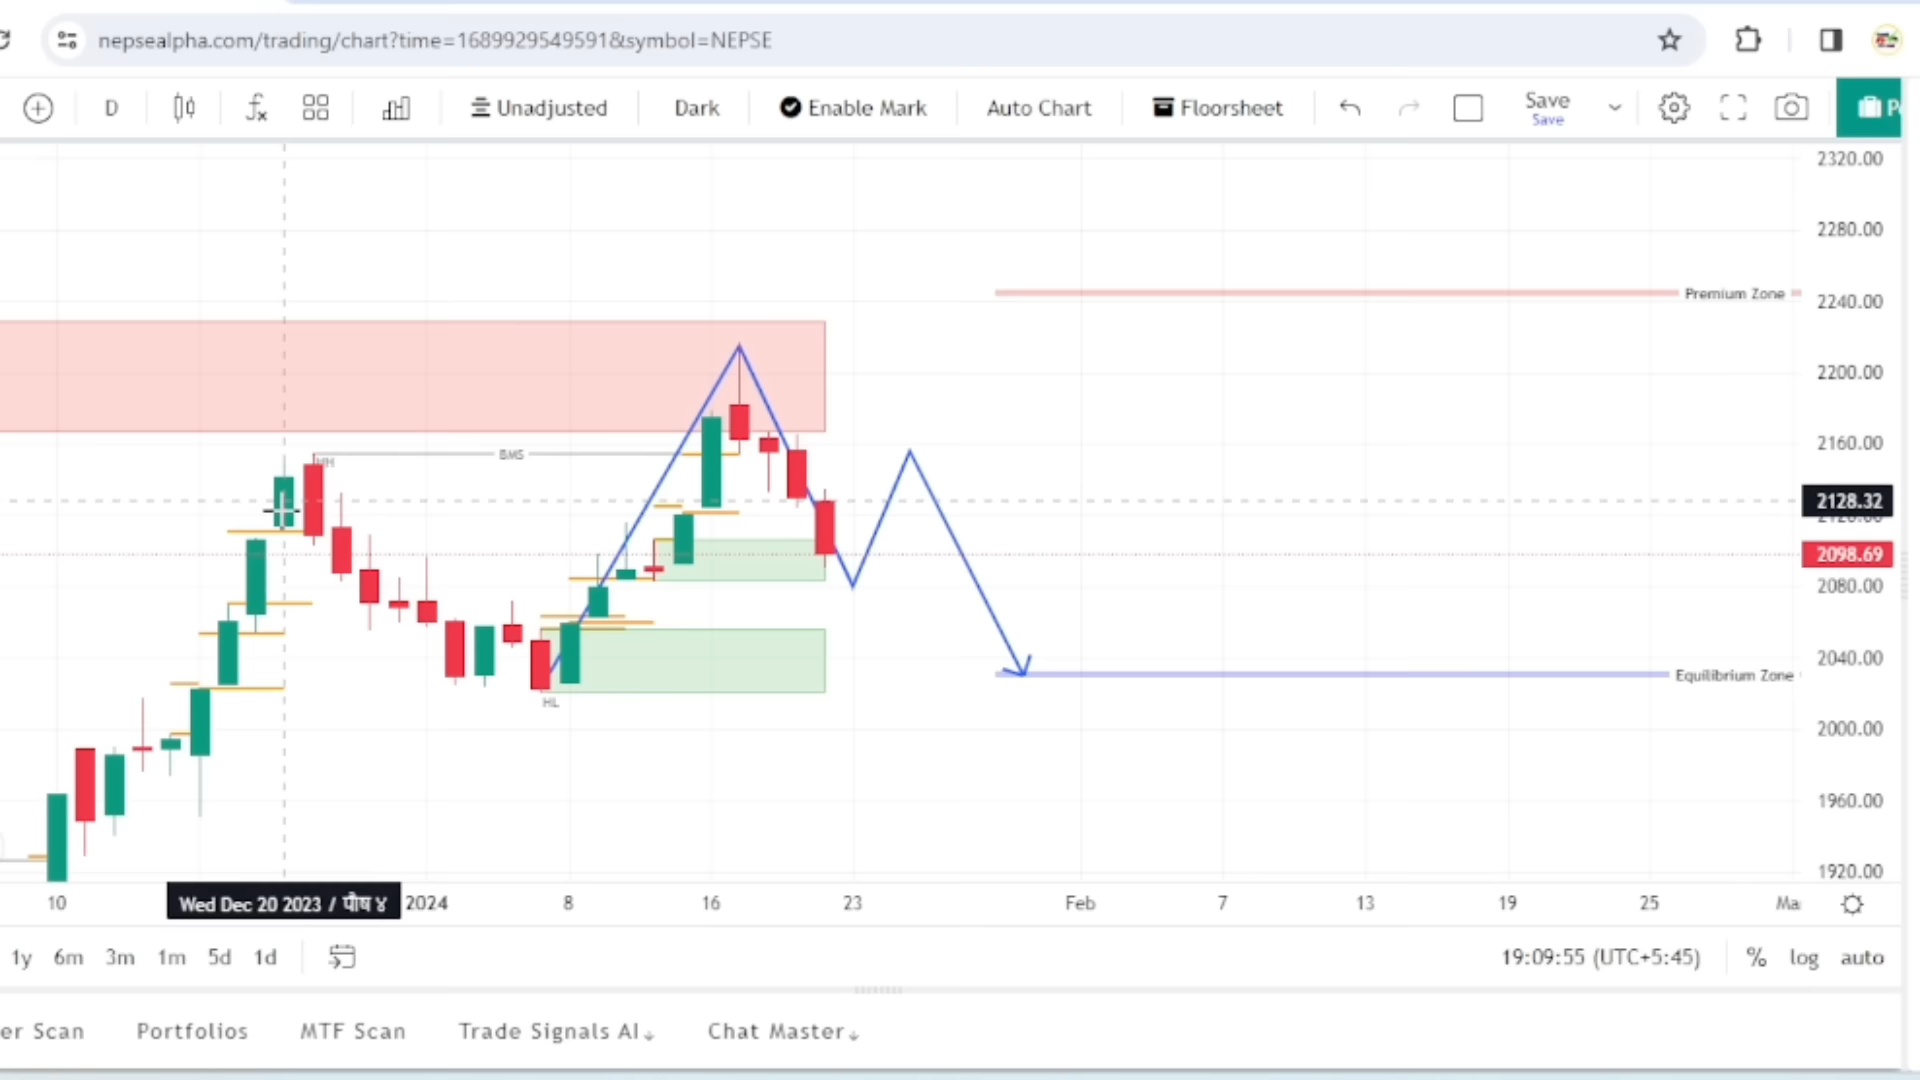 nepsealpha.com/trading/chart?time=1689929549591&symbol=NEPSE
D Unadjusted Dark Enable Mark Auto Chart Floorsheet Save
Save
2320.00
2280.00
Premium Zone 2240.00
2200.00
BMS 2160.00
HH
2128.32
2098.69
2080.00
2040.00
Equilibrium Zone
HL
2000.00
1960.00
1920.00
10 Wed Dec 20 2023 / पौष ४ 2024 8 16 23 Feb 7 13 19 25 Ma
1y 6m 3m 1m 5d 1d 19:09:55 (UTC+5:45) % log auto
er Scan Portfolios MTF Scan Trade Signals AI Chat Master